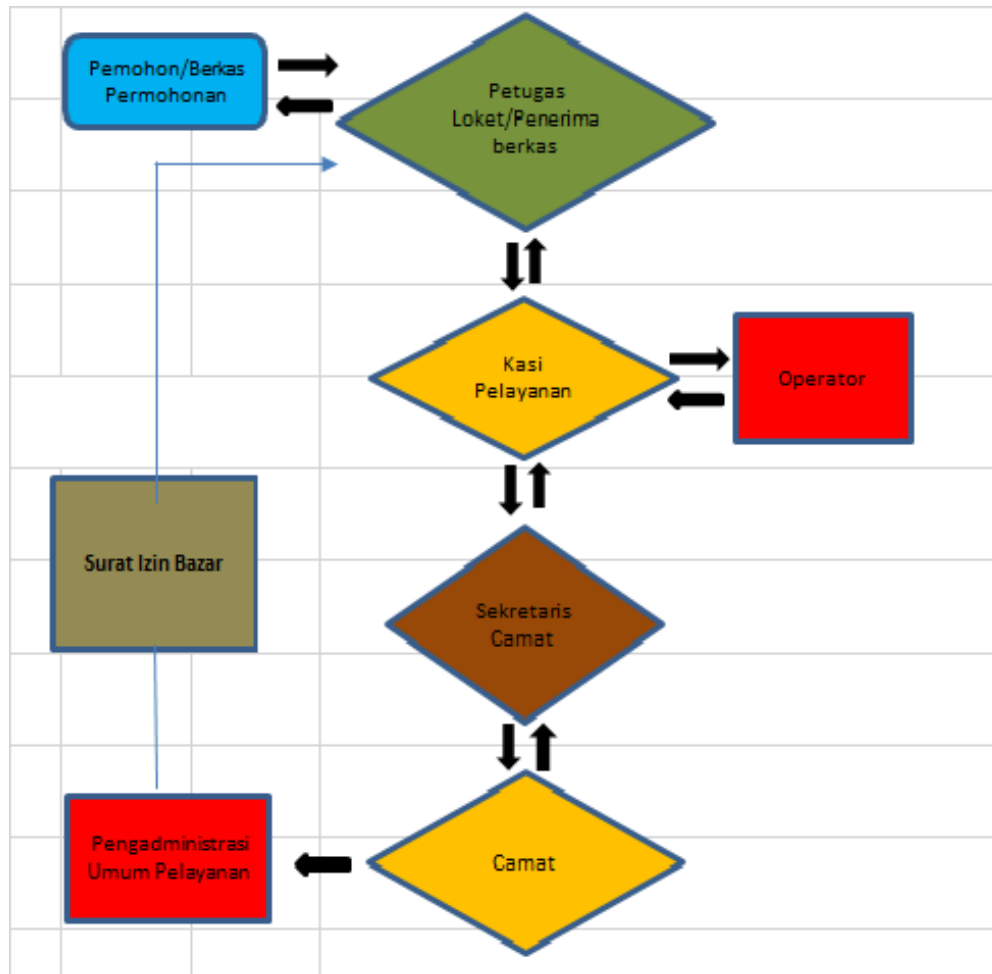 Pemohon/Berkas
Permohonan
Petugas
Loket/Penerima
berkas
Kasi
Pelayanan
Operator
Surat Izin Bazar
Sekretaris
Camat
Pengadministrasi
Umum Pelayanan
Camat